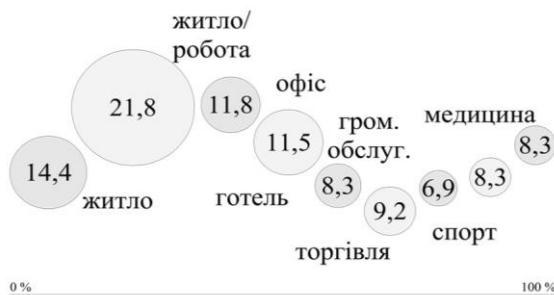 житло/
робота
21,8
11,8
офіс
11,5
гром.
обслуг.
медицина
8,3
14,4
житло
готель
8,3
9,2
6,9
8,3
торгівля
спорт
0 %
100 %